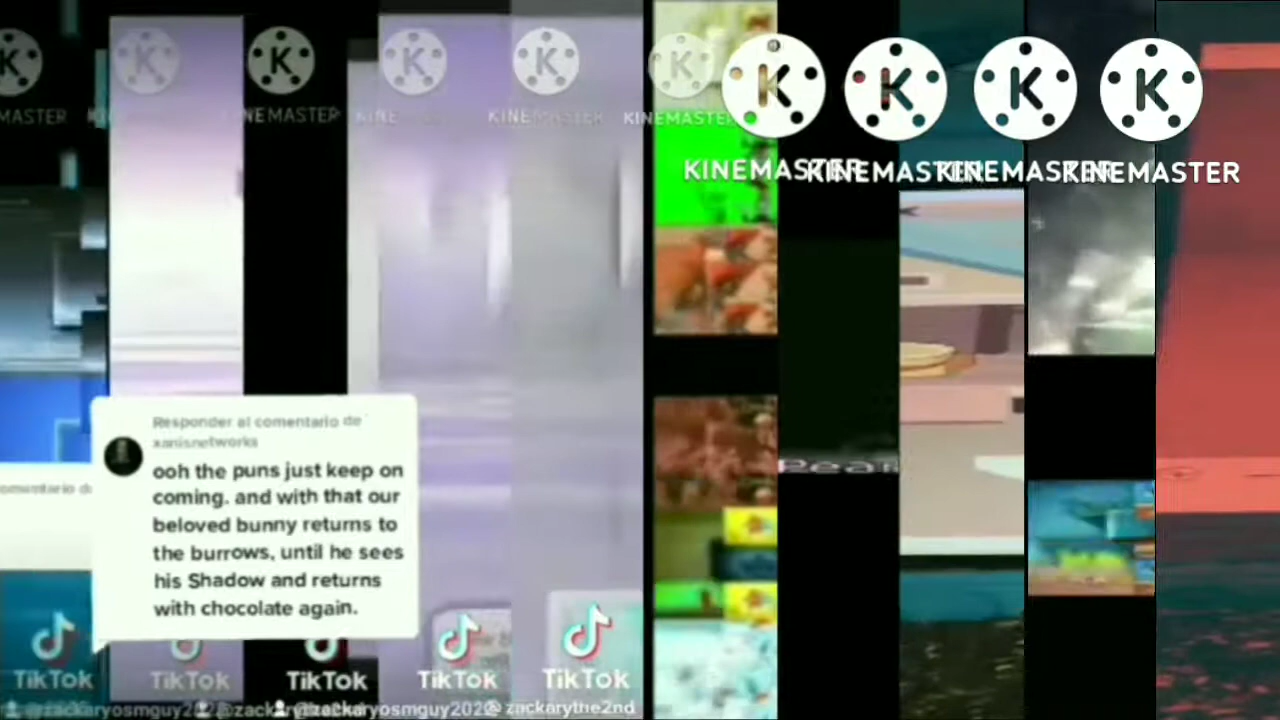 KINEMASTER KINEMASTER KINEMASTER KINEMASTER
MASTER
KINEMASTER
KINEMASTER
KINEMASTER
Responder al comentario de
xanisnetworks
ooh the puns just keep on
coming. and with that our
beloved bunny returns to
the burrows, until he sees
his Shadow and returns
with chocolate again.
TikTok TikTok TikTok TikTok TikTok
@zackarythe2nd